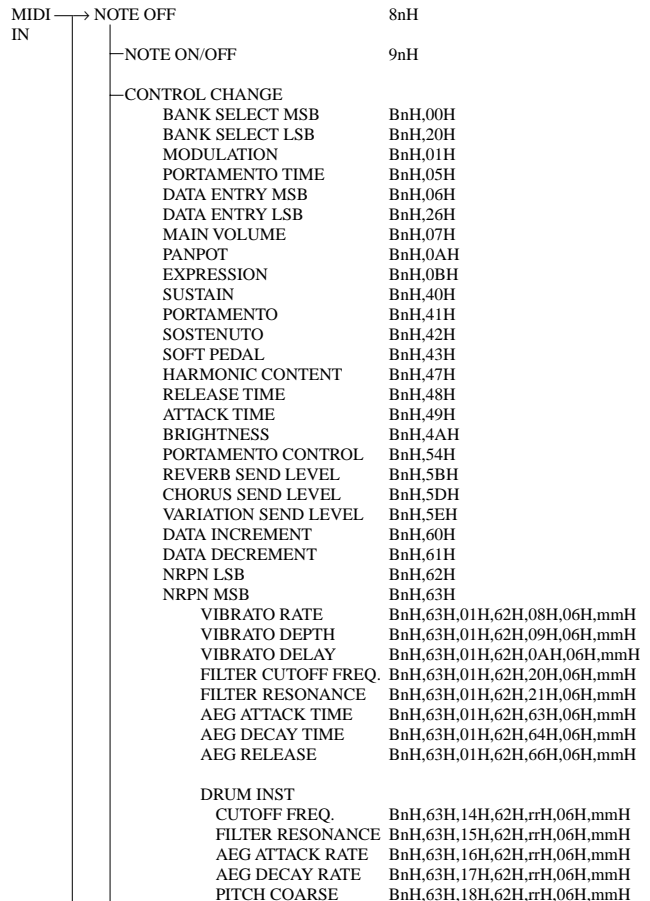 MIDI → NOTE OFF 8nH
IN
NOTE ON/OFF 9nH
CONTROL CHANGE
BANK SELECT MSB BnH,00H
BANK SELECT LSB BnH,20H
MODULATION BnH,01H
PORTAMENTO TIME BnH,05H
DATA ENTRY MSB BnH,06H
DATA ENTRY LSB BnH,26H
MAIN VOLUME BnH,07H
PANPOT BnH,0AH
EXPRESSION BnH,0BH
SUSTAIN BnH,40H
PORTAMENTO BnH,41H
SOSTENUTO BnH,42H
SOFT PEDAL BnH,43H
HARMONIC CONTENT BnH,47H
RELEASE TIME BnH,48H
ATTACK TIME BnH,49H
BRIGHTNESS BnH,4AH
PORTAMENTO CONTROL BnH,54H
REVERB SEND LEVEL BnH,5BH
CHORUS SEND LEVEL BnH,5DH
VARIATION SEND LEVEL BnH,5EH
DATA INCREMENT BnH,60H
DATA DECREMENT BnH,61H
NRPN LSB BnH,62H
NRPN MSB BnH,63H
VIBRATO RATE BnH,63H,01H,62H,08H,06H,mmH
VIBRATO DEPTH BnH,63H,01H,62H,09H,06H,mmH
VIBRATO DELAY BnH,63H,01H,62H,0AH,06H,mmH
FILTER CUTOFF FREQ. BnH,63H,01H,62H,20H,06H,mmH
FILTER RESONANCE BnH,63H,01H,62H,21H,06H,mmH
AEG ATTACK TIME BnH,63H,01H,62H,63H,06H,mmH
AEG DECAY TIME BnH,63H,01H,62H,64H,06H,mmH
AEG RELEASE BnH,63H,01H,62H,66H,06H,mmH
DRUM INST
CUTOFF FREQ. BnH,63H,14H,62H,rrH,06H,mmH
FILTER RESONANCE BnH,63H,15H,62H,rrH,06H,mmH
AEG ATTACK RATE BnH,63H,16H,62H,rrH,06H,mmH
AEG DECAY RATE BnH,63H,17H,62H,rrH,06H,mmH
PITCH COARSE BnH,63H,18H,62H,rrH,06H,mmH